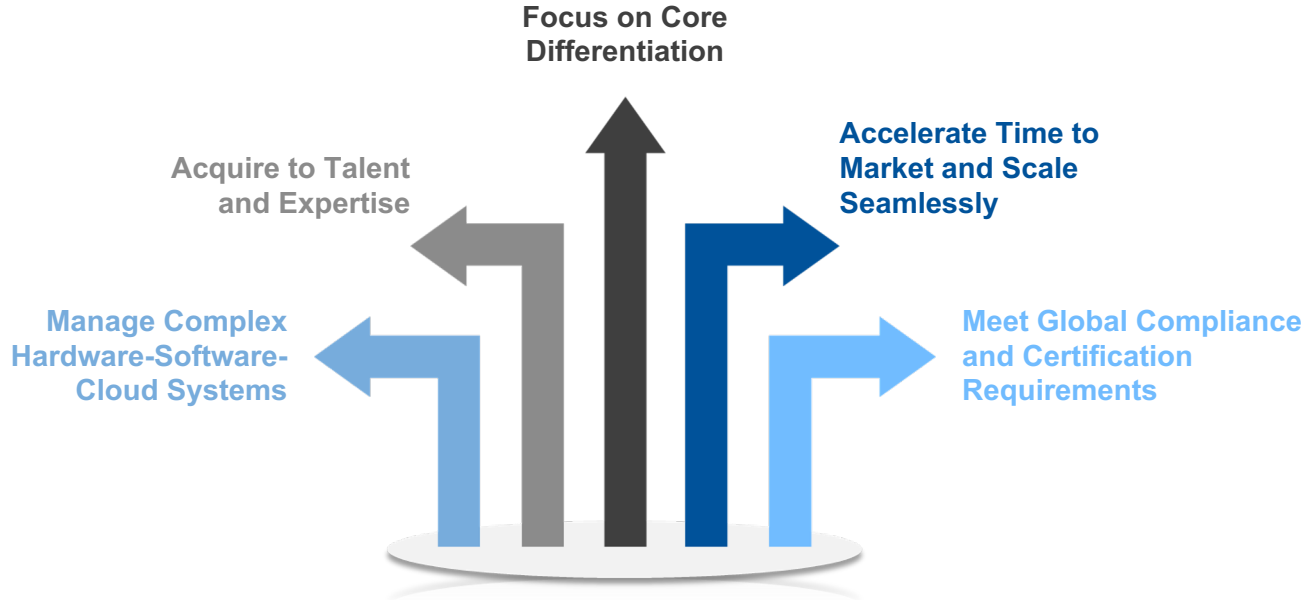 Focus on Core
Differentiation
Acquire to Talent
and Expertise
Accelerate Time to
Market and Scale
Seamlessly
Manage Complex
Hardware-Software-
Cloud Systems
Meet Global Compliance
and Certification
Requirements